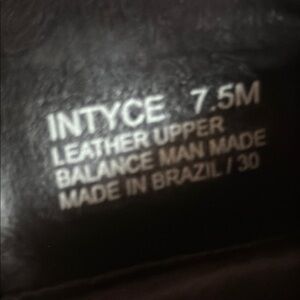 INTYCE 7.5M
LEATHER UPPER
BALANCE MAN MADE
MADE IN BRAZIL / 30